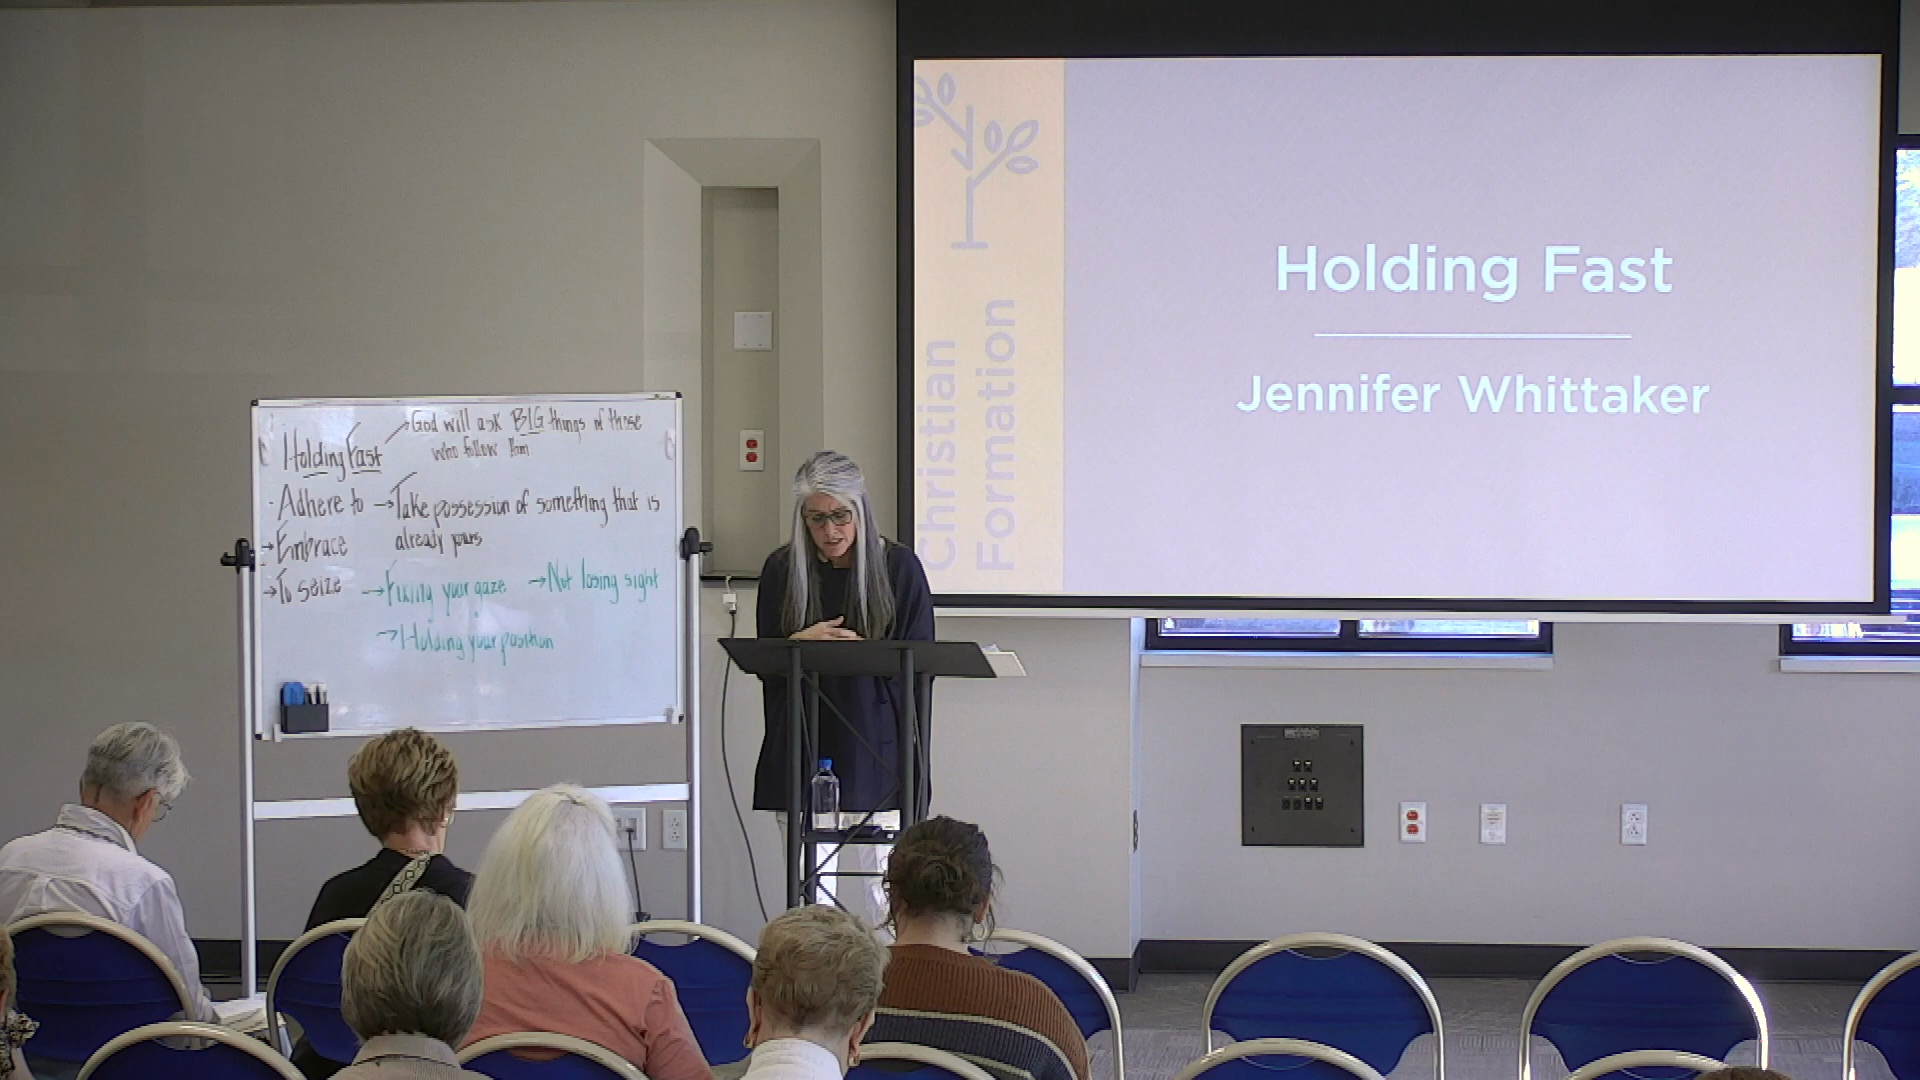 Holding Fast
God will ask BIG things of those
who follow Him
- Adhere to → Take possession of something that is
already yours
→ Embrace
→ To seize → Fixing your gaze → Not losing sight
→ Holding your position
Christian
Formation
Holding Fast
Jennifer Whittaker